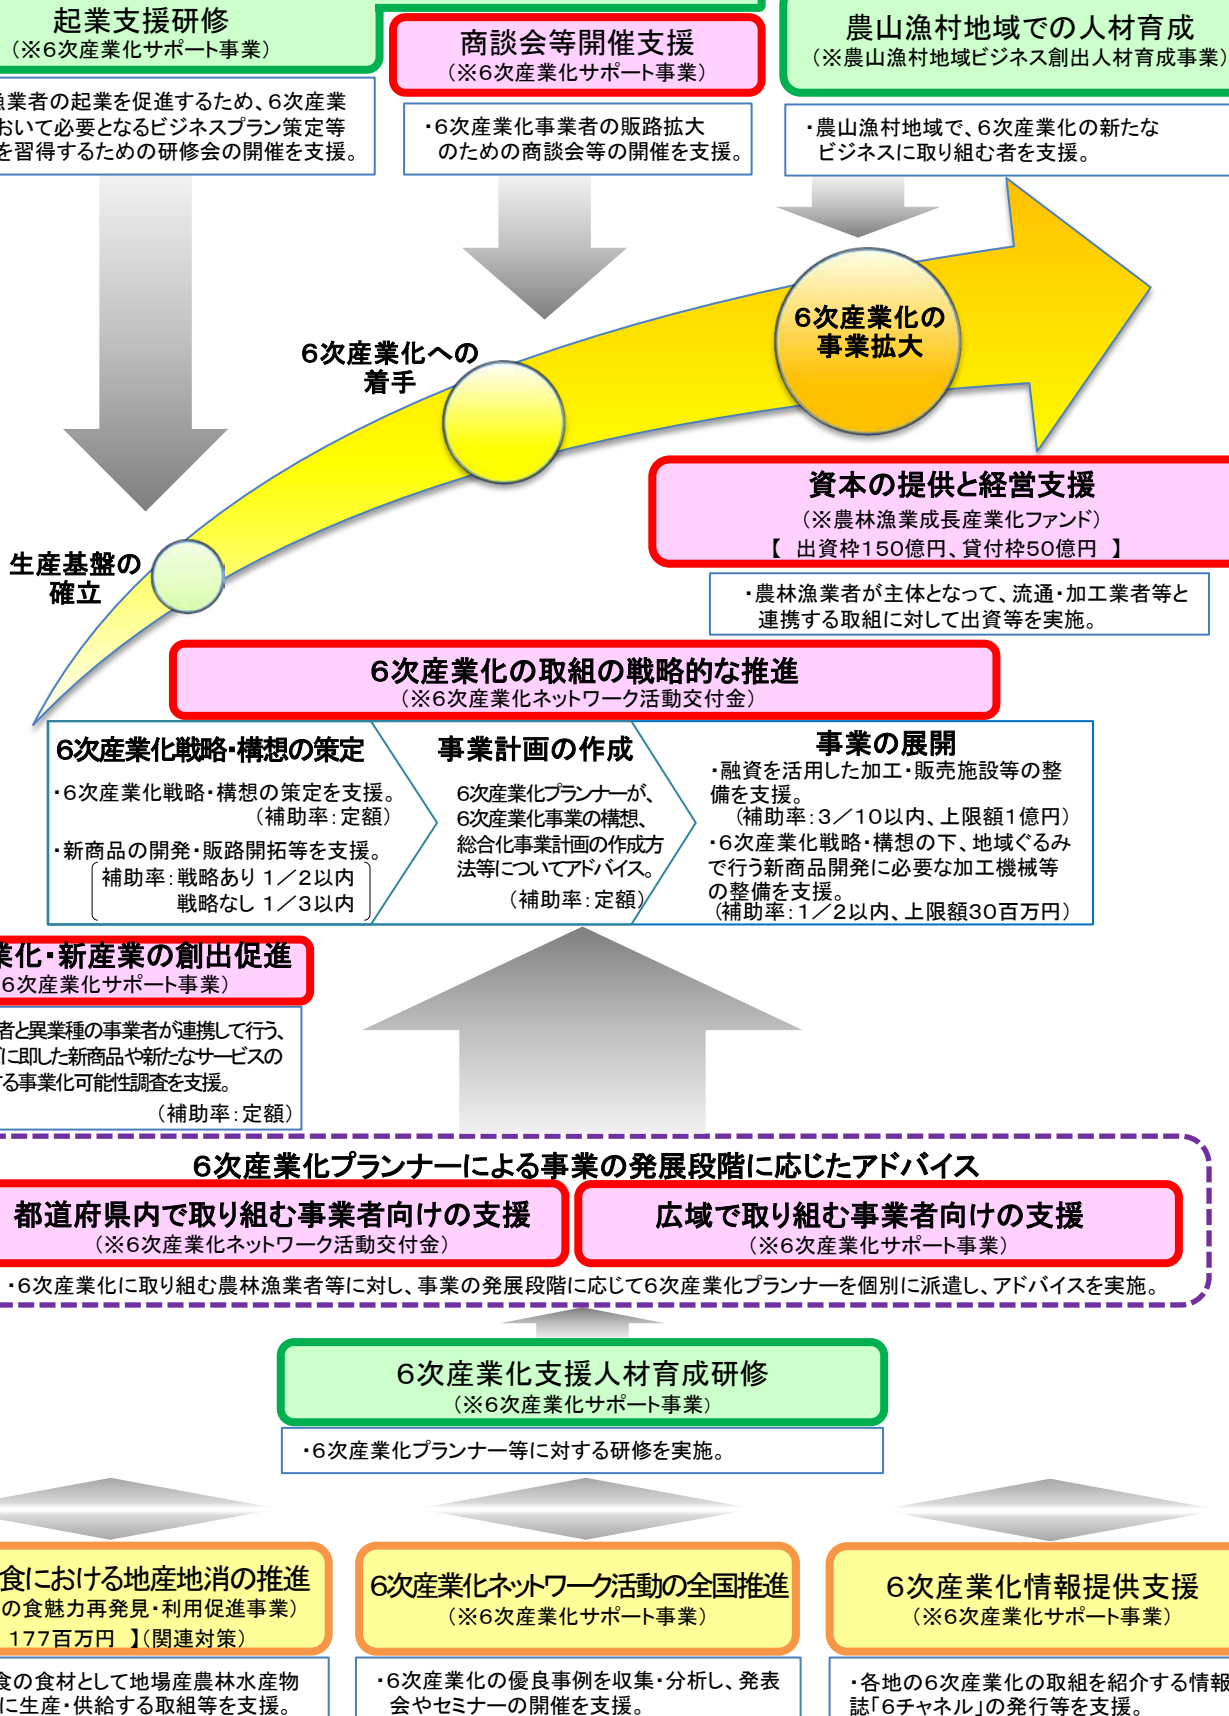 起業支援研修
（※６次産業化サポート事業）
漁業者の起業を促進するため、６次産業
おいて必要となるビジネスプラン策定等
を習得するための研修会の開催を支援。
商談会等開催支援
（※６次産業化サポート事業）
・６次産業化事業者の販路拡大
のための商談会等の開催を支援。
農山漁村地域での人材育成
（※農山漁村地域ビジネス創出人材育成事業）
・農山漁村地域で、６次産業化の新たな
ビジネスに取り組む者を支援。
６次産業化の
事業拡大
６次産業化への
着手
生産基盤の
確立
資本の提供と経営支援
（※農林漁業成長産業化ファンド）
【　出資枠150億円、貸付枠50億円　】
・農林漁業者が主体となって、流通・加工業者等と
連携する取組に対して出資等を実施。
６次産業化の取組の戦略的な推進
（※６次産業化ネットワーク活動交付金）
６次産業化戦略・構想の策定
・６次産業化戦略・構想の策定を支援。
（補助率：定額）
・新商品の開発・販路開拓等を支援。
補助率：戦略あり １／２以内
戦略なし １／３以内
事業計画の作成
６次産業化プランナーが、
６次産業化事業の構想、
総合化事業計画の作成方
法等についてアドバイス。
（補助率：定額）
事業の展開
・融資を活用した加工・販売施設等の整
備を支援。
（補助率：３／１０以内、上限額１億円）
・６次産業化戦略・構想の下、地域ぐるみ
で行う新商品開発に必要な加工機械等
の整備を支援。
（補助率：１／２以内、上限額30百万円）
業化・新産業の創出促進
６次産業化サポート事業）
者と異業種の事業者が連携して行う、
に即した新商品や新たなサービスの
る事業化可能性調査を支援。
（補助率：定額）
６次産業化プランナーによる事業の発展段階に応じたアドバイス
都道府県内で取り組む事業者向けの支援
（※６次産業化ネットワーク活動交付金）
広域で取り組む事業者向けの支援
（※６次産業化サポート事業）
・６次産業化に取り組む農林漁業者等に対し、事業の発展段階に応じて６次産業化プランナーを個別に派遣し、アドバイスを実施。
６次産業化支援人材育成研修
（※６次産業化サポート事業）
・６次産業化プランナー等に対する研修を実施。
食における地産地消の推進
の食魅力再発見・利用促進事業）
177百万円　】（関連対策）
食の食材として地場産農林水産物
に生産・供給する取組等を支援。
６次産業化ネットワーク活動の全国推進
（※６次産業化サポート事業）
・６次産業化の優良事例を収集・分析し、発表
会やセミナーの開催を支援。
６次産業化情報提供支援
（※６次産業化サポート事業）
・各地の６次産業化の取組を紹介する情報
誌「６チャネル」の発行等を支援。